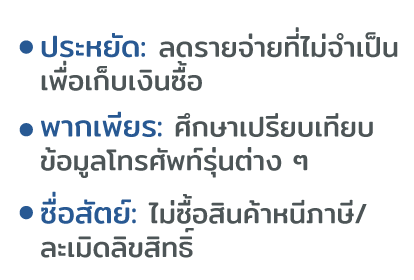 • ประหยัด: ลดรายจ่ายที่ไม่จำเป็น
เพื่อเก็บเงินซื้อ
• พากเพียร: ศึกษาเปรียบเทียบ
ข้อมูลโทรศัพท์รุ่นต่าง ๆ
• ซื่อสัตย์: ไม่ซื้อสินค้าหนีภาษี/
ละเมิดลิขสิทธิ์